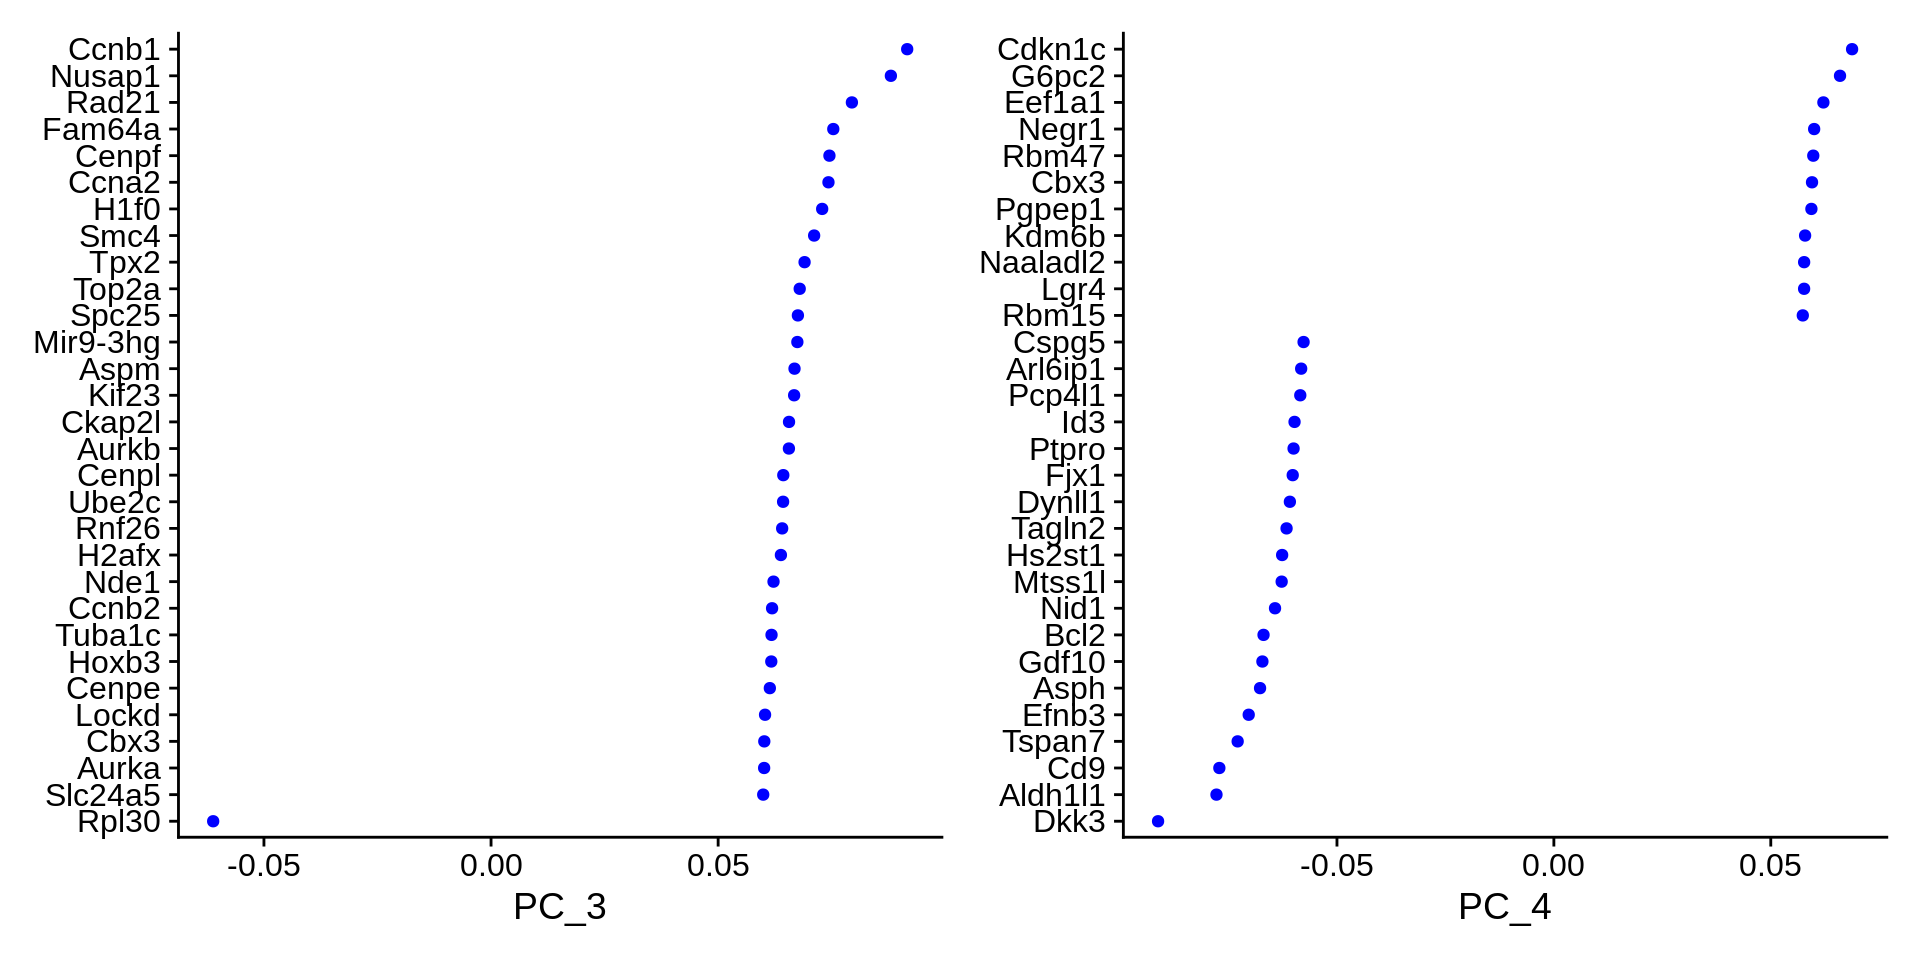 Ccnb1
Nusap1
Rad21
Fam64a
Cenpf
Ccna2
H1f0
Smc4
Tpx2
Top2a
Spc25
Mir9-3hg
Aspm
Kif23
Ckap2l
Aurkb
Cenpl
Ube2c
Rnf26
H2afx
Nde1
Ccnb2
Tuba1c
Hoxb3
Cenpe
Lockd
Cbx3
Aurka
Slc24a5
Rpl30
-0.05 0.00 0.05
PC_3
Cdkn1c
G6pc2
Eef1a1
Negr1
Rbm47
Cbx3
Pgpep1
Kdm6b
Naaladl2
Lgr4
Rbm15
Cspg5
Arl6ip1
Pcp4l1
Id3
Ptpro
Fjx1
Dynll1
Tagln2
Hs2st1
Mtss1l
Nid1
Bcl2
Gdf10
Asph
Efnb3
Tspan7
Cd9
Aldh1l1
Dkk3
-0.05 0.00 0.05
PC_4